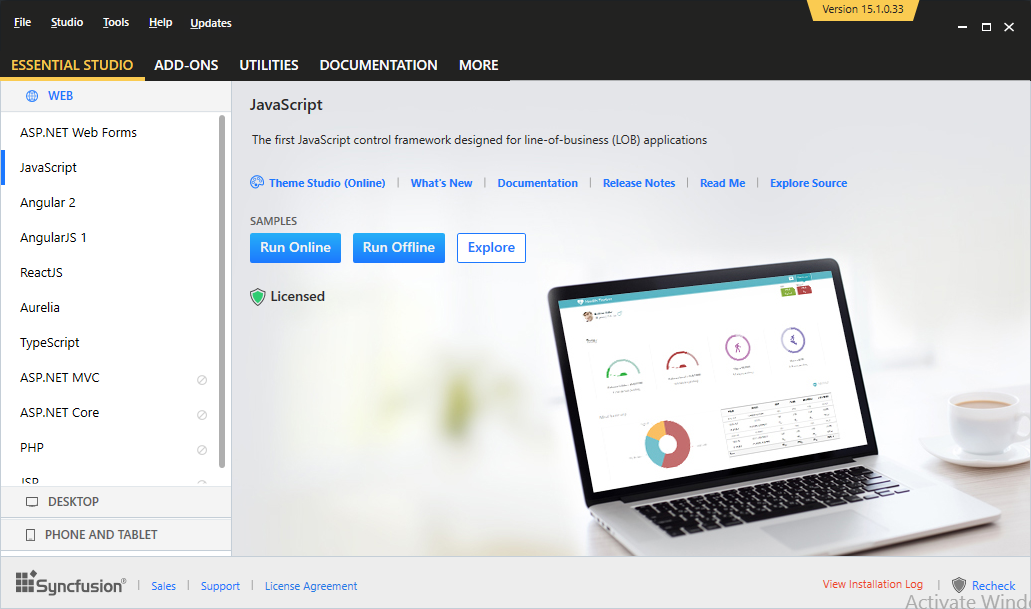 Version 15.1.0.33
File Studio Tools Help Updates
ESSENTIAL STUDIO ADD-ONS UTILITIES DOCUMENTATION MORE
WEB
ASP.NET Web Forms
JavaScript
Angular 2
AngularJS 1
ReactJS
Aurelia
TypeScript
ASP.NET MVC
ASP.NET Core
PHP
JSP
DESKTOP
PHONE AND TABLET
JavaScript
The first JavaScript control framework designed for line-of-business (LOB) applications
Theme Studio (Online) | What's New | Documentation | Release Notes | Read Me | Explore Source
SAMPLES
Run Online Run Offline Explore
Licensed
Syncfusion® | Sales | Support | License Agreement
View Installation Log | Recheck
Activate Windo